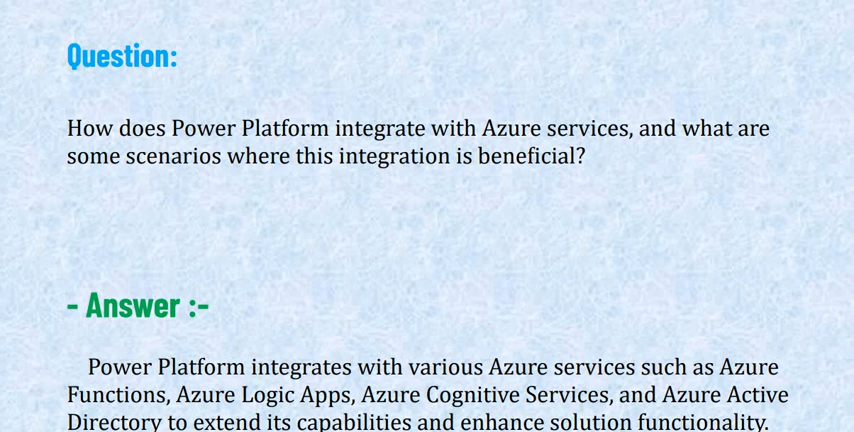 Question:
How does Power Platform integrate with Azure services, and what are
some scenarios where this integration is beneficial?
- Answer :-
Power Platform integrates with various Azure services such as Azure
Functions, Azure Logic Apps, Azure Cognitive Services, and Azure Active
Directory to extend its capabilities and enhance solution functionality.